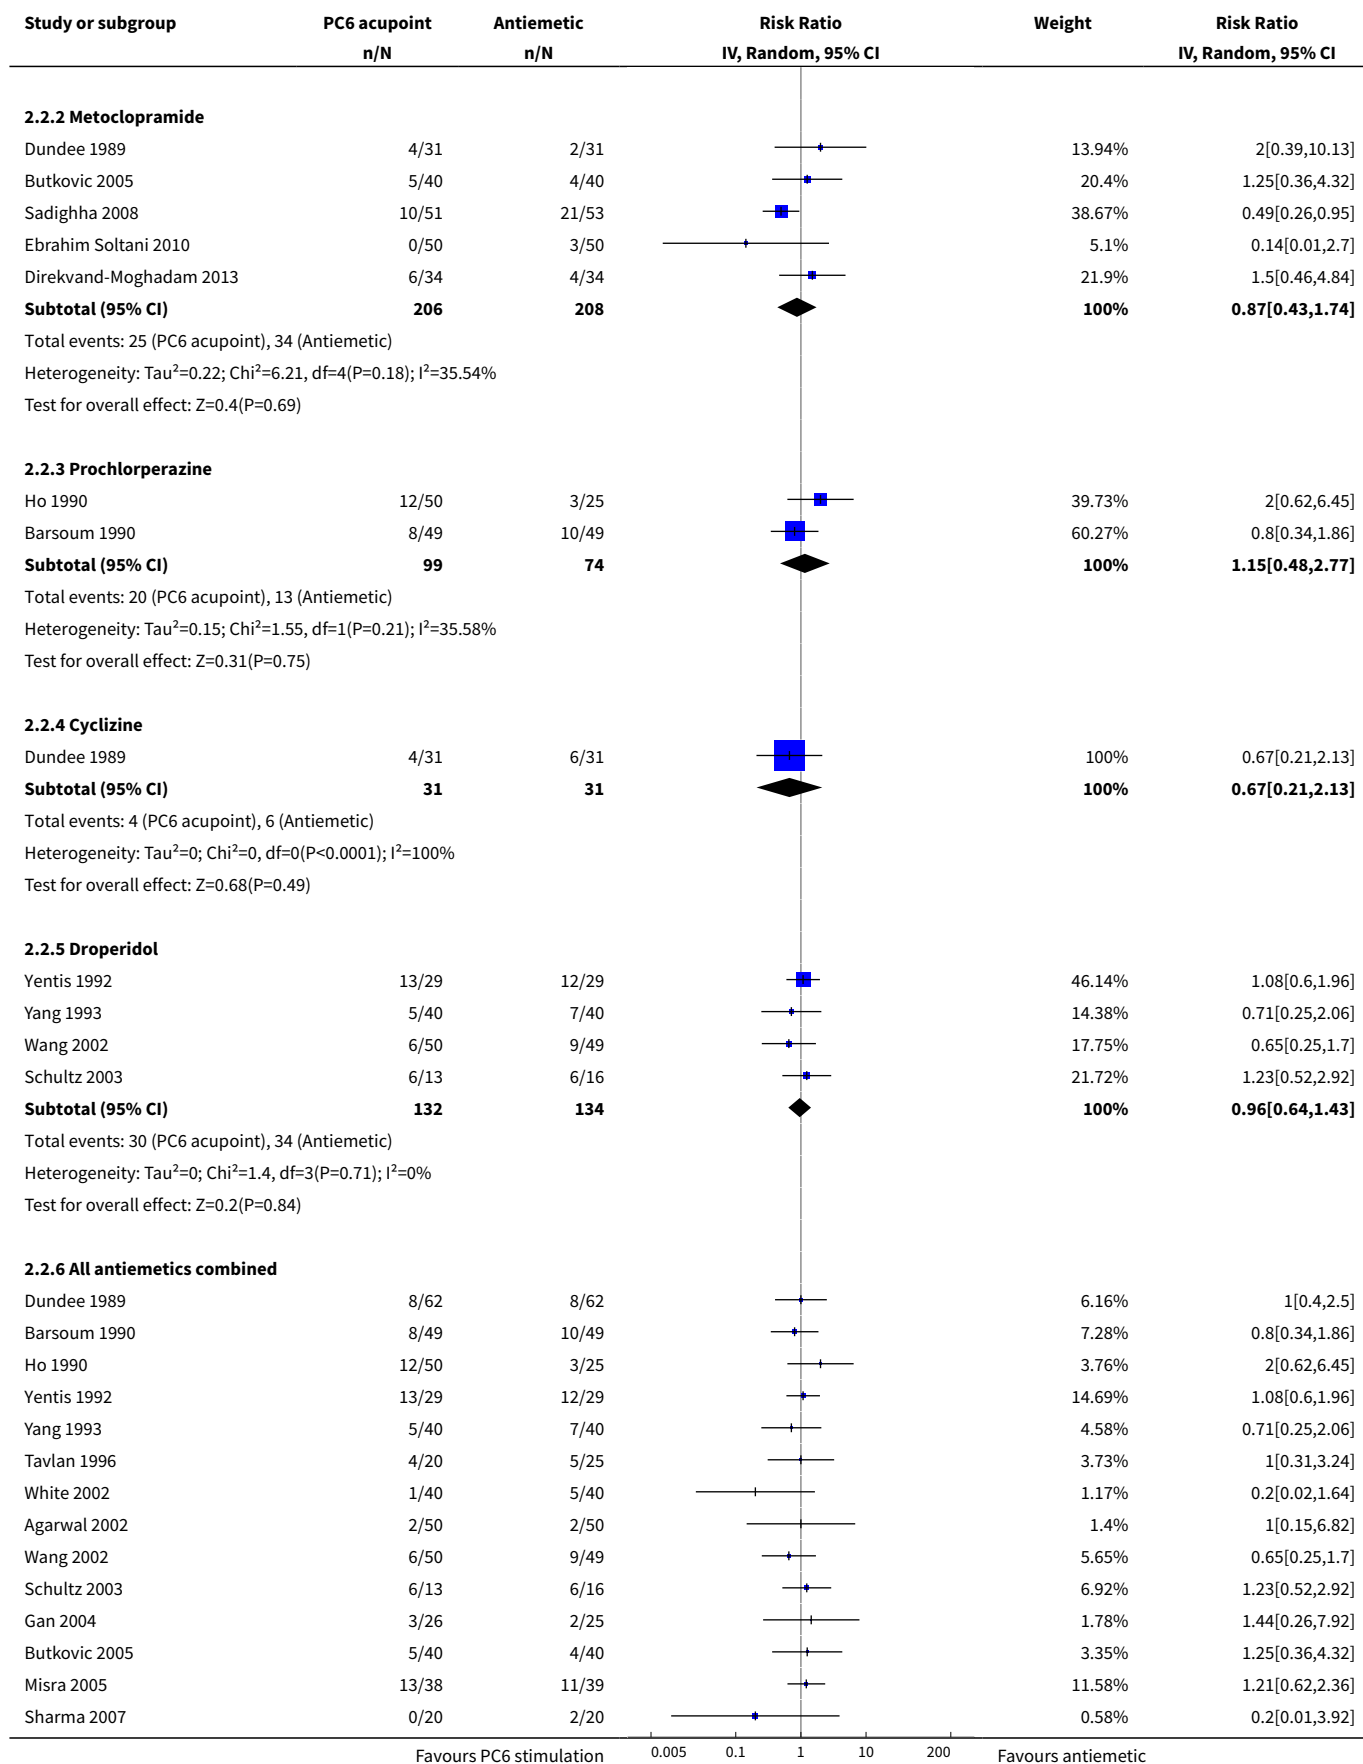 Study or subgroup PC6 acupoint Antiemetic Risk Ratio Weight Risk Ratio
n/N n/N IV, Random, 95% CI IV, Random, 95% CI
2.2.2 Metoclopramide
Dundee 1989 4/31 2/31 13.94% 2[0.39,10.13]
Butkovic 2005 5/40 4/40 20.4% 1.25[0.36,4.32]
Sadighha 2008 10/51 21/53 38.67% 0.49[0.26,0.95]
Ebrahim Soltani 2010 0/50 3/50 5.1% 0.14[0.01,2.7]
Direkvand-Moghadam 2013 6/34 4/34 21.9% 1.5[0.46,4.84]
Subtotal (95% CI) 206 208 100% 0.87[0.43,1.74]
Total events: 25 (PC6 acupoint), 34 (Antiemetic)
Heterogeneity: Tau²=0.22; Chi²=6.21, df=4(P=0.18); I²=35.54%
Test for overall effect: Z=0.4(P=0.69)
2.2.3 Prochlorperazine
Ho 1990 12/50 3/25 39.73% 2[0.62,6.45]
Barsoum 1990 8/49 10/49 60.27% 0.8[0.34,1.86]
Subtotal (95% CI) 99 74 100% 1.15[0.48,2.77]
Total events: 20 (PC6 acupoint), 13 (Antiemetic)
Heterogeneity: Tau²=0.15; Chi²=1.55, df=1(P=0.21); I²=35.58%
Test for overall effect: Z=0.31(P=0.75)
2.2.4 Cyclizine
Dundee 1989 4/31 6/31 100% 0.67[0.21,2.13]
Subtotal (95% CI) 31 31 100% 0.67[0.21,2.13]
Total events: 4 (PC6 acupoint), 6 (Antiemetic)
Heterogeneity: Tau²=0; Chi²=0, df=0(P<0.0001); I²=100%
Test for overall effect: Z=0.68(P=0.49)
2.2.5 Droperidol
Yentis 1992 13/29 12/29 46.14% 1.08[0.6,1.96]
Yang 1993 5/40 7/40 14.38% 0.71[0.25,2.06]
Wang 2002 6/50 9/49 17.75% 0.65[0.25,1.7]
Schultz 2003 6/13 6/16 21.72% 1.23[0.52,2.92]
Subtotal (95% CI) 132 134 100% 0.96[0.64,1.43]
Total events: 30 (PC6 acupoint), 34 (Antiemetic)
Heterogeneity: Tau²=0; Chi²=1.4, df=3(P=0.71); I²=0%
Test for overall effect: Z=0.2(P=0.84)
2.2.6 All antiemetics combined
Dundee 1989 8/62 8/62 6.16% 1[0.4,2.5]
Barsoum 1990 8/49 10/49 7.28% 0.8[0.34,1.86]
Ho 1990 12/50 3/25 3.76% 2[0.62,6.45]
Yentis 1992 13/29 12/29 14.69% 1.08[0.6,1.96]
Yang 1993 5/40 7/40 4.58% 0.71[0.25,2.06]
Tavlan 1996 4/20 5/25 3.73% 1[0.31,3.24]
White 2002 1/40 5/40 1.17% 0.2[0.02,1.64]
Agarwal 2002 2/50 2/50 1.4% 1[0.15,6.82]
Wang 2002 6/50 9/49 5.65% 0.65[0.25,1.7]
Schultz 2003 6/13 6/16 6.92% 1.23[0.52,2.92]
Gan 2004 3/26 2/25 1.78% 1.44[0.26,7.92]
Butkovic 2005 5/40 4/40 3.35% 1.25[0.36,4.32]
Misra 2005 13/38 11/39 11.58% 1.21[0.62,2.36]
Sharma 2007 0/20 2/20 0.58% 0.2[0.01,3.92]
Favours PC6 stimulation 0.005 0.1 1 10 200 Favours antiemetic